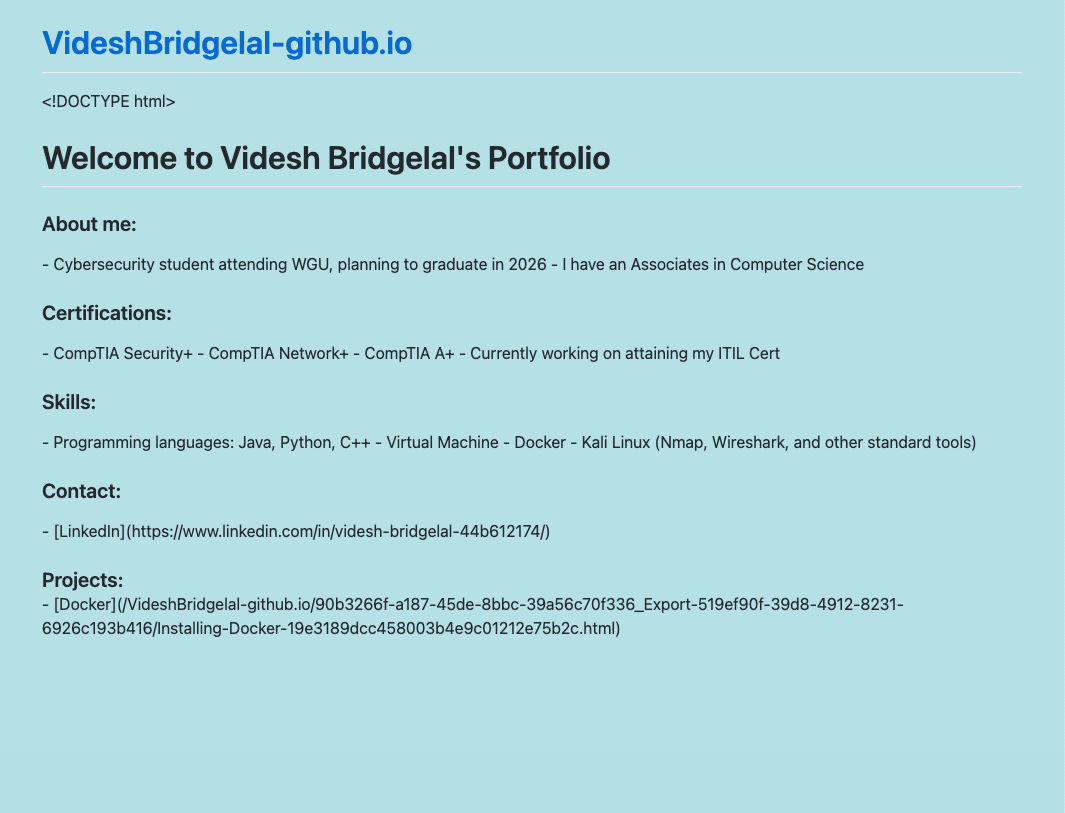 VideshBridgelal-github.io
<!DOCTYPE html>
Welcome to Videsh Bridgelal's Portfolio
About me:
- Cybersecurity student attending WGU, planning to graduate in 2026 - I have an Associates in Computer Science
Certifications:
- CompTIA Security+ - CompTIA Network+ - CompTIA A+ - Currently working on attaining my ITIL Cert
Skills:
- Programming languages: Java, Python, C++ - Virtual Machine - Docker - Kali Linux (Nmap, Wireshark, and other standard tools)
Contact:
- [LinkedIn](https://www.linkedin.com/in/videsh-bridgelal-44b612174/)
Projects:
- [Docker](/VideshBridgelal-github.io/90b3266f-a187-45de-8bbc-39a56c70f336_Export-519ef90f-39d8-4912-8231-
6926c193b416/Installing-Docker-19e3189dcc458003b4e9c01212e75b2c.html)